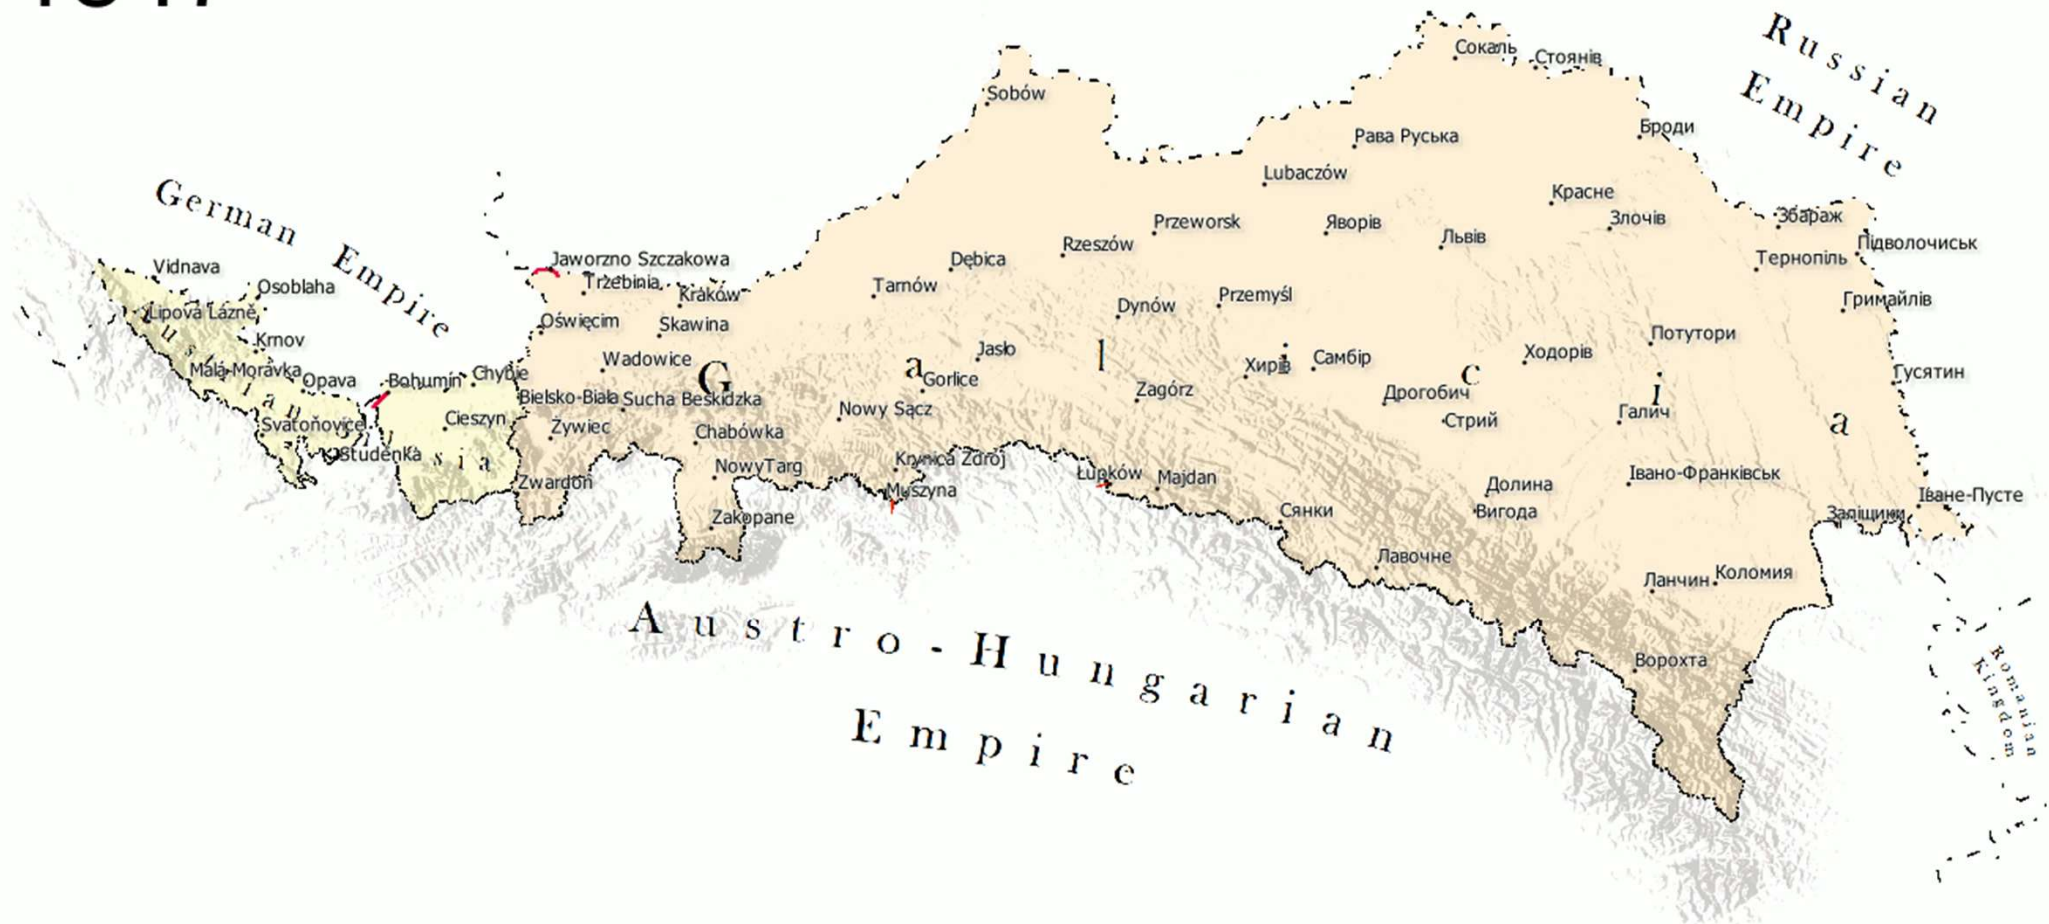 1847
Russian
Empire
German Empire
Austrian
Silesia
Galicia
Austro-Hungarian
Empire
Romanian
Kingdom
Сокаль
Стоянів
Sobów
Броди
Рава Руська
Lubaczów
Красне
Злочів
Збараж
Przeworsk
Яворів
Львів
Rzeszów
Підволочиськ
Тернопіль
Jaworzno Szczakowa
Dębica
Vidnava
Trzebinia
Tarnów
Osoblaha
Kraków
Przemyśl
Гримайлів
Dynów
Lipová Lázně
Oświęcim
Skawina
Потутори
Krnov
Jasło
Ходорів
Wadowice
Хирів
Самбір
Malá Morávka
Chybie
Гусятин
Opava
Bohumín
Gorlice
Zagórz
Дрогобич
Bielsko-Biała
Sucha Beskidzka
Nowy Sącz
Галич
Cieszyn
Стрий
Svatoňovice
Żywiec
Chabówka
Studénka
Krynica Zdrój
NowyTarg
Łupków
Majdan
Івано-Франківськ
Zwardoń
Muszyna
Долина
Іване-Пусте
Сянки
Вигода
Заліщики
Zakopane
Лавочне
Ланчин
Коломия
Ворохта